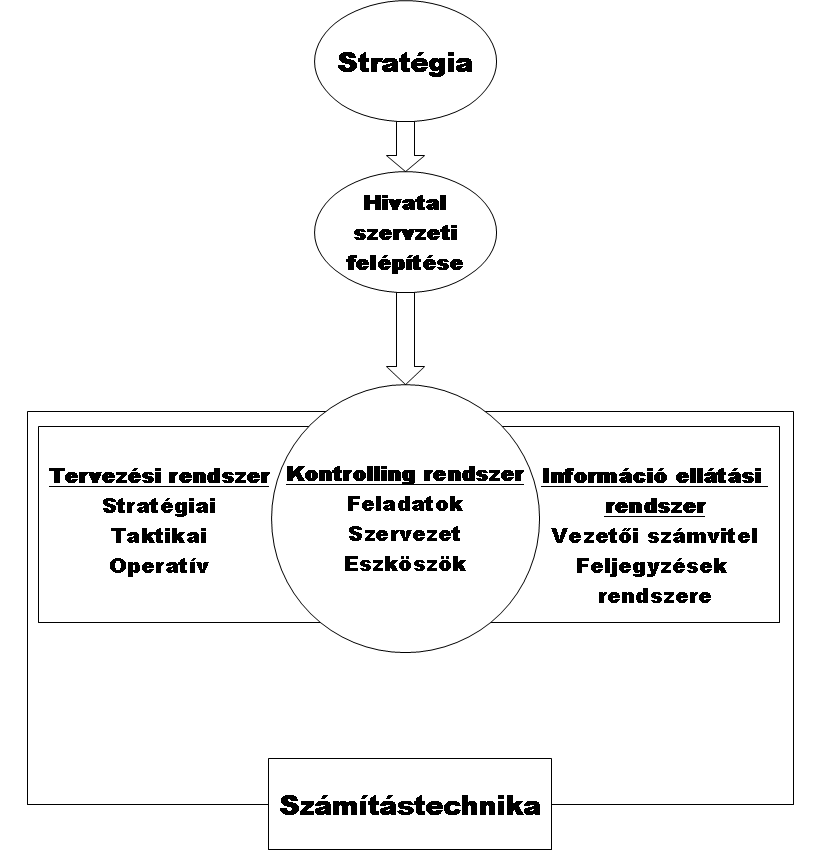 Stratégia
Hivatal
szervzeti
felépítése
Tervezési rendszer
Stratégiai
Taktikai
Operatív
Kontrolling rendszer
Feladatok
Szervezet
Eszköszök
Információ ellátási
rendszer
Vezetői számvitel
Feljegyzések
rendszere
Számítástechnika